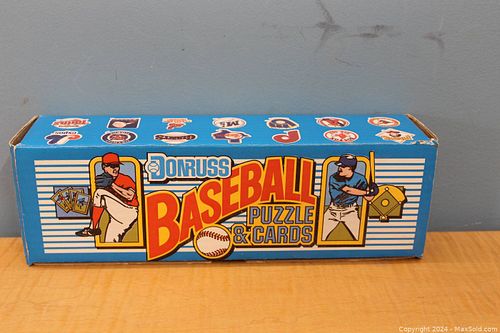 DONRUSS
BASEBALL
PUZZLE
& CARDS
Copyright 2024 - MaxSold.com